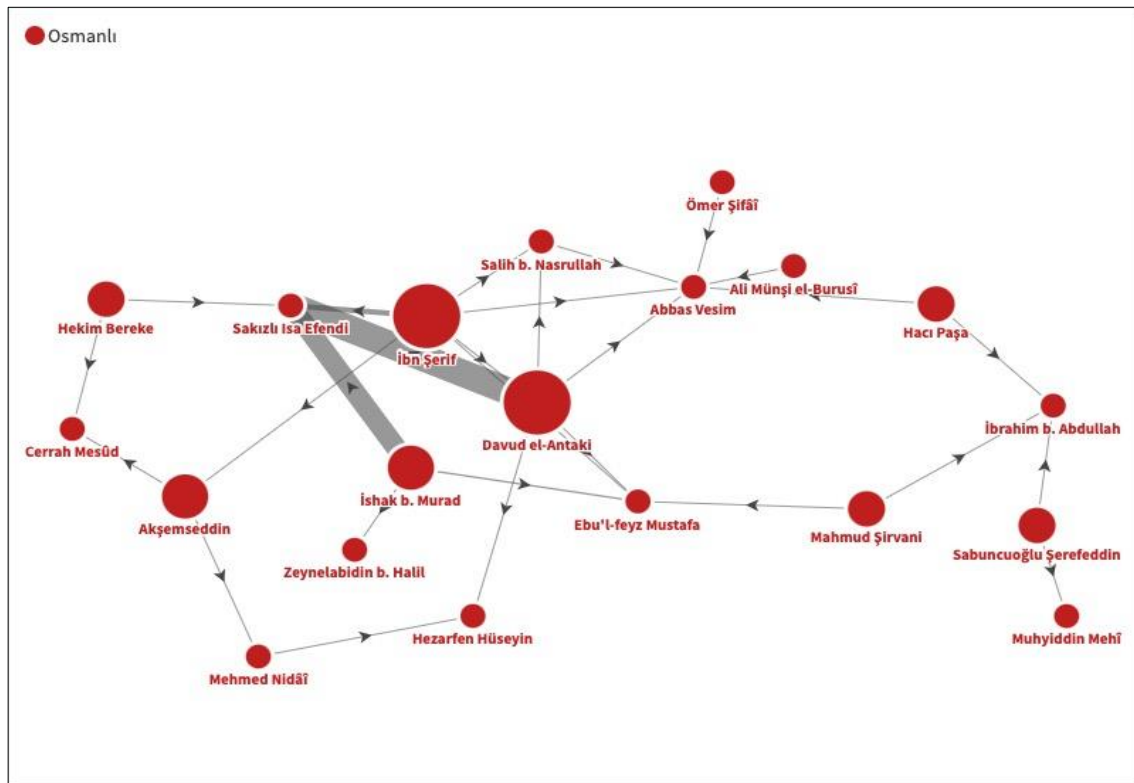 Osmanlı
Ömer Şifâî
Salih b. Nasrullah
Ali Münşi el-Burusî
Abbas Vesim
Hekim Bereke
Sakızlı Isa Efendi
Hacı Paşa
İbn Şerif
İbrahim b. Abdullah
Davud el-Antaki
Cerrah Mesûd
İshak b. Murad
Ebu'l-feyz Mustafa
Akşemseddin
Mahmud Şirvani
Sabuncuoğlu Şerefeddin
Zeynelabidin b. Halil
Hezarfen Hüseyin
Muhyiddin Mehî
Mehmed Nidâî